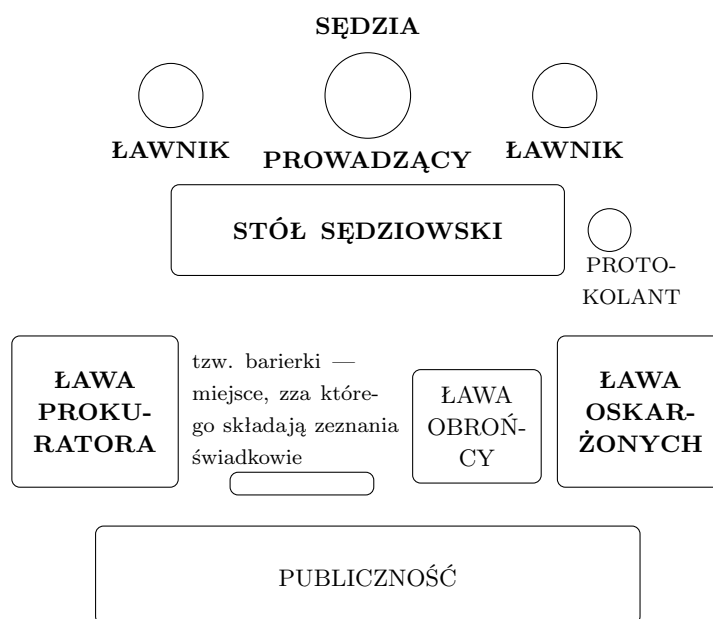 SĘDZIA
ŁAWNIK
PROWADZĄCY
ŁAWNIK
STÓŁ SĘDZIOWSKI
PROTO-
KOLANT
ŁAWA
PROKU-
RATORA
tzw. barierki —
miejsce, zza które-
go składają zeznania
świadkowie
ŁAWA
OBROŃ-
CY
ŁAWA
OSKAR-
ŻONYCH
PUBLICZNOŚĆ